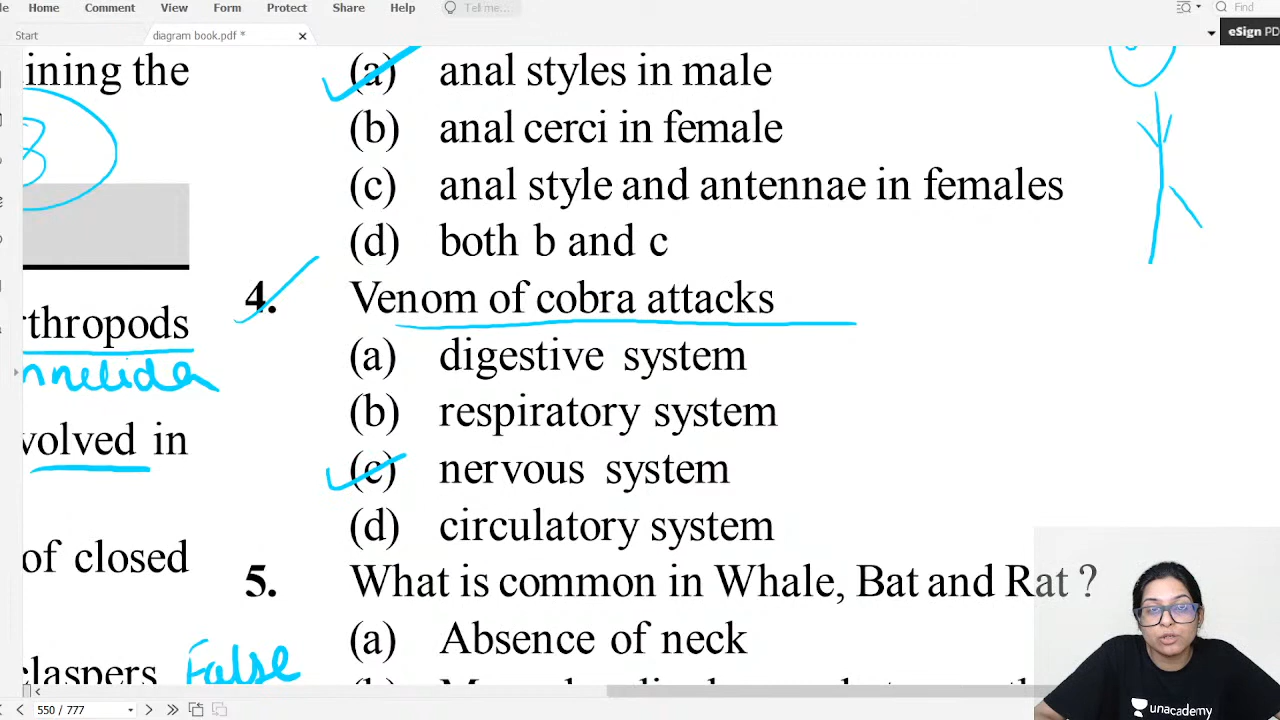 Home Comment View Form Protect Share Help Tell me... Find
Start diagram book.pdf * eSign PD
ining the
rthropods
nnelida
volved in
of closed
claspers False
(a) anal styles in male
(b) anal cerci in female
(c) anal style and antennae in females
(d) both b and c
4. Venom of cobra attacks
(a) digestive system
(b) respiratory system
(c) nervous system
(d) circulatory system
5. What is common in Whale, Bat and Rat ?
(a) Absence of neck
unacademy
550 / 777